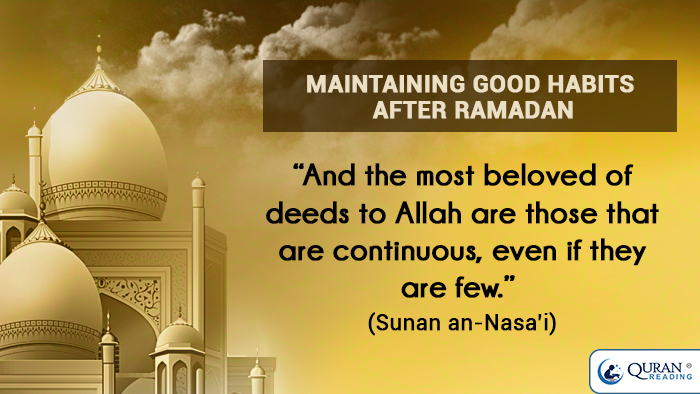 MAINTAINING GOOD HABITS
AFTER RAMADAN
“And the most beloved of
deeds to Allah are those that
are continuous, even if they
are few.”
(Sunan an-Nasa'i)
QURAN ®
READING